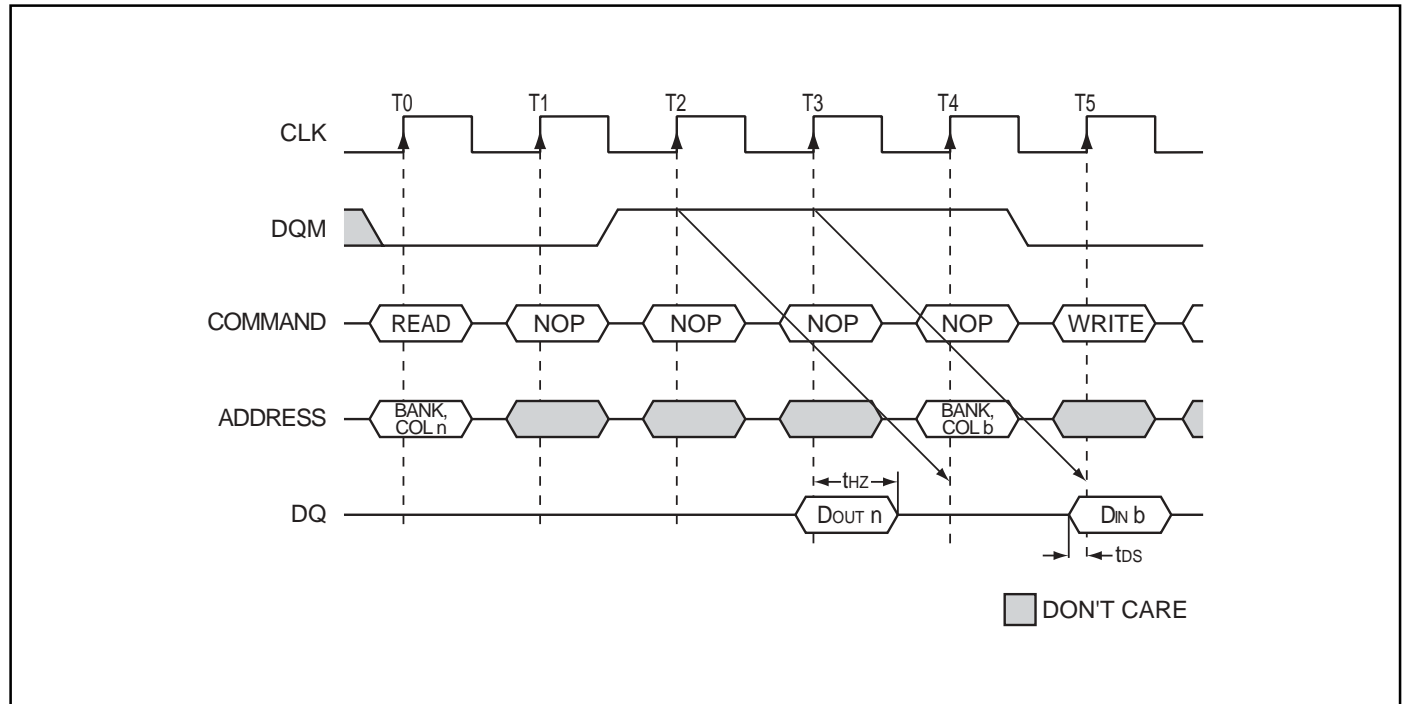 T0 T1 T2 T3 T4 T5
CLK
DQM
COMMAND READ NOP NOP NOP NOP WRITE
ADDRESS BANK, COL n BANK, COL b
tHZ
DQ DOUT n DIN b
tDS
DON'T CARE